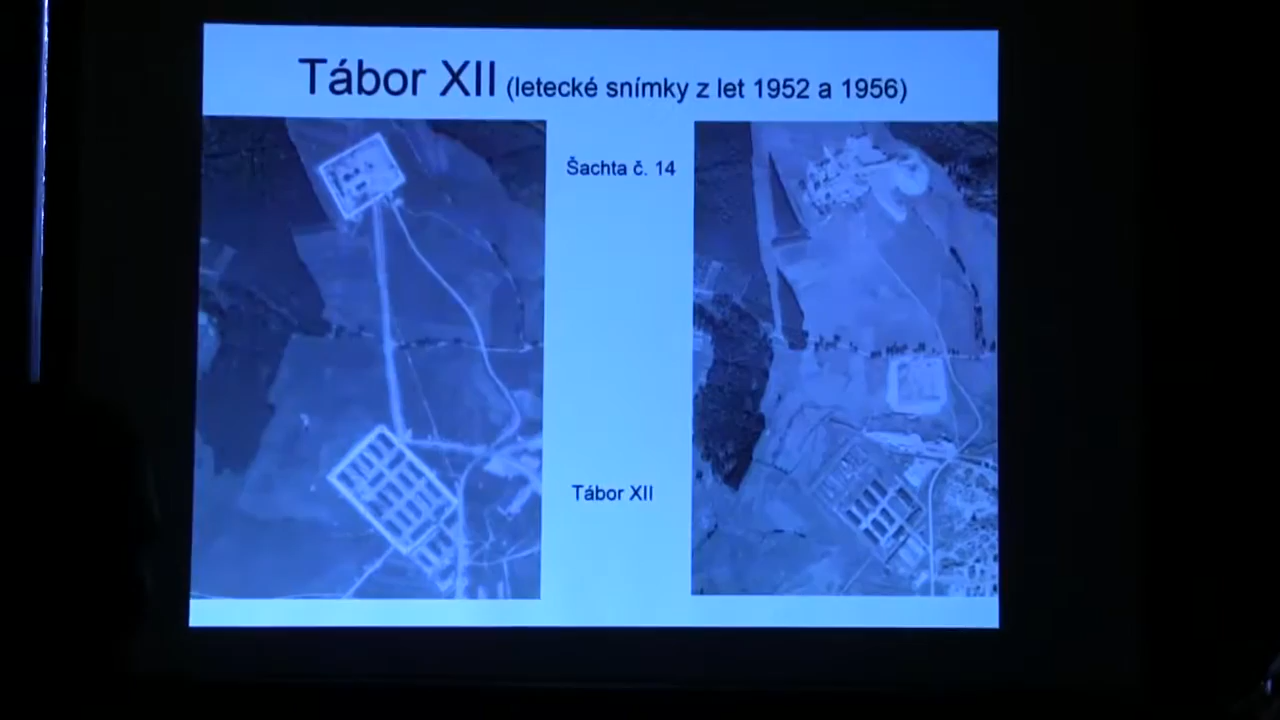 Tábor XII (letecké snímky z let 1952 a 1956)
Šachta č. 14
Tábor XII